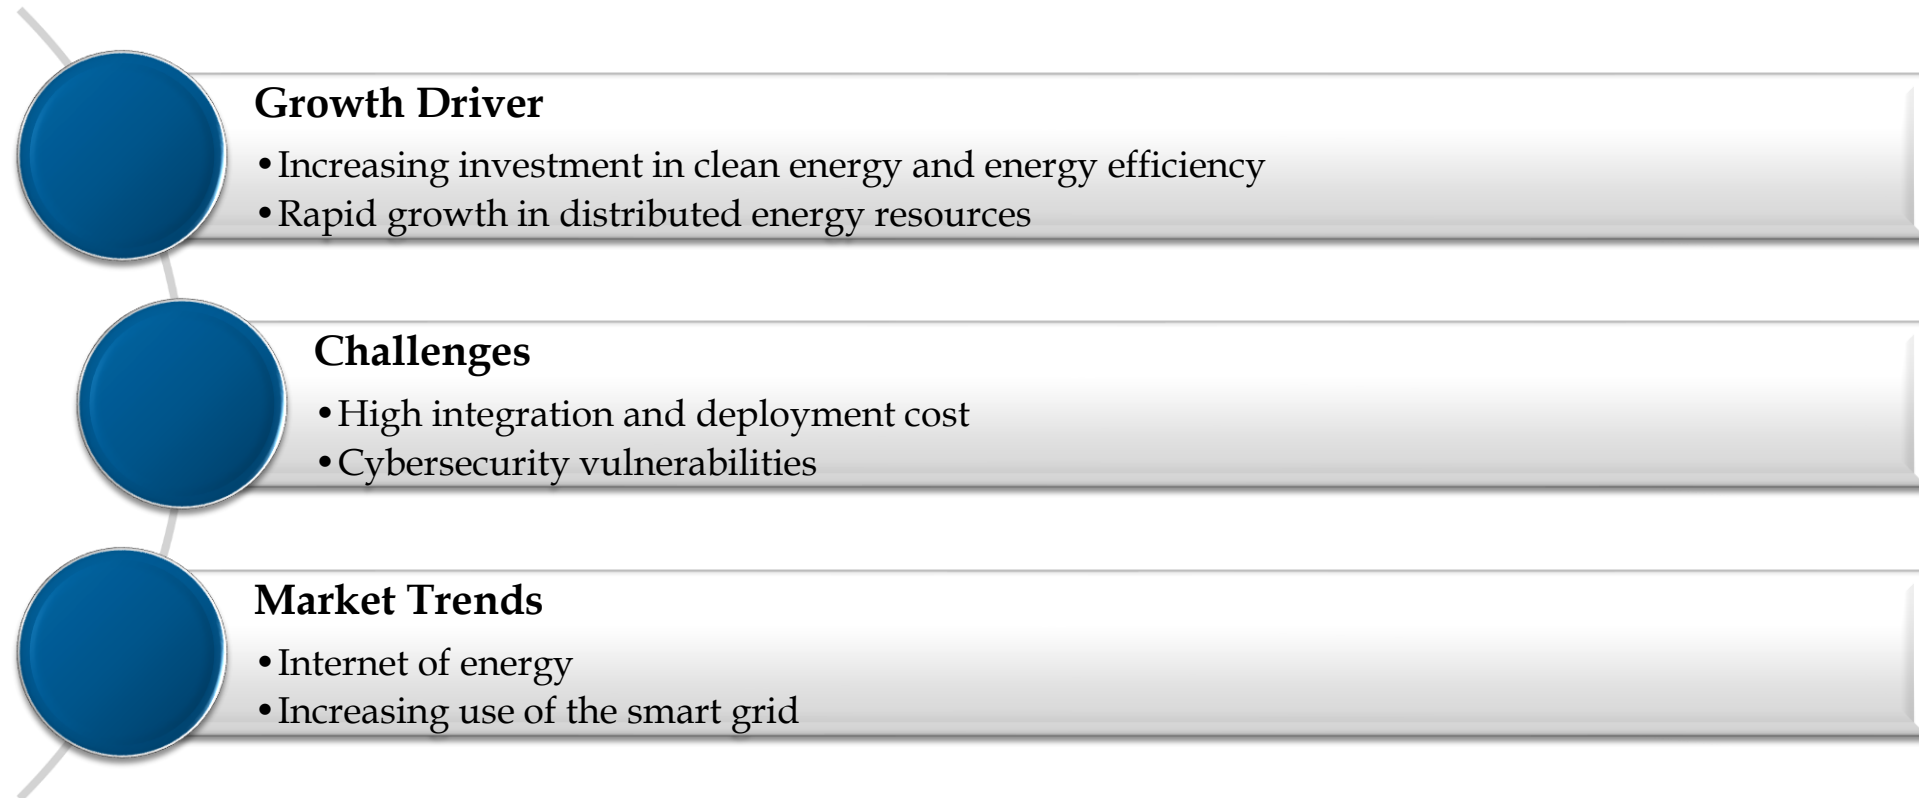 Growth Driver
•Increasing investment in clean energy and energy efficiency
•Rapid growth in distributed energy resources
Challenges
•High integration and deployment cost
•Cybersecurity vulnerabilities
Market Trends
•Internet of energy
•Increasing use of the smart grid